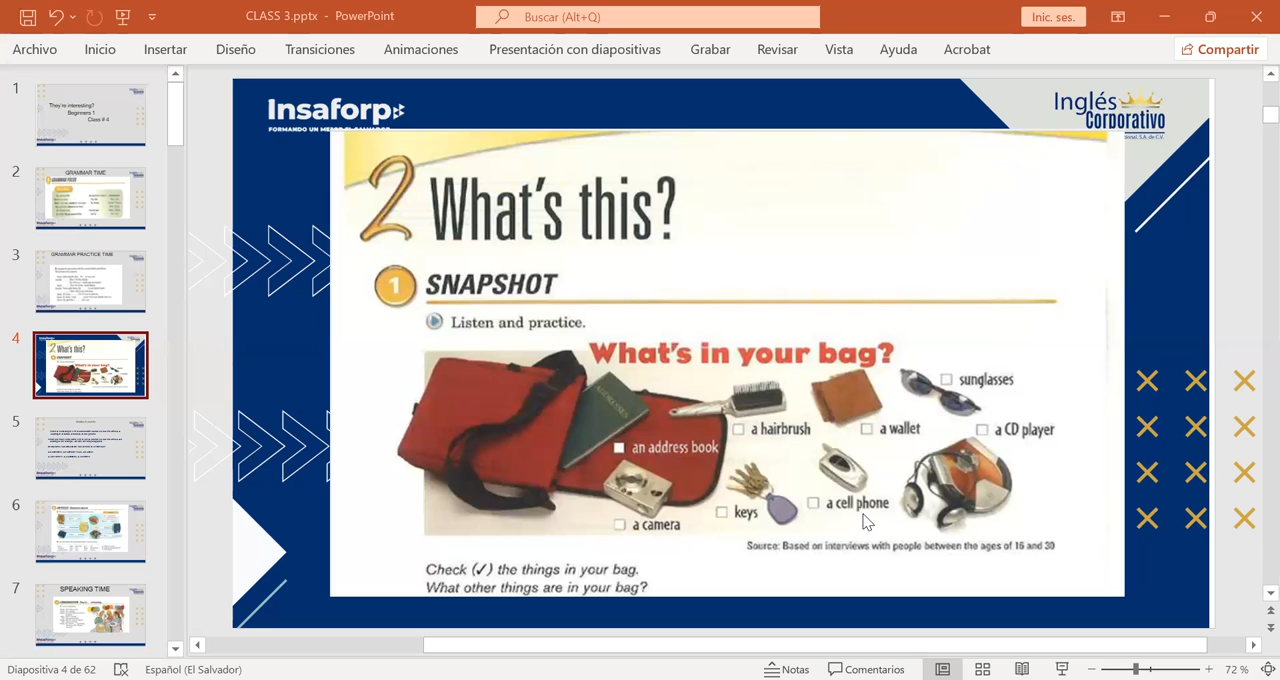 CLASS 3.pptx - PowerPoint
Buscar (Alt+Q)
Inic. ses.
Archivo Inicio Insertar Diseño Transiciones Animaciones Presentación con diapositivas Grabar Revisar Vista Ayuda Acrobat Compartir
1
They're interesting?
Beginners 1
Class # 4
2
GRAMMAR TIME
3
GRAMMAR PRACTICE TIME
4
5
6
7
SPEAKING TIME
Insaforp
FORMANDO UN MEJOR EL SALVADOR
Inglés
Corporativo
2 What's this?
1 SNAPSHOT
Listen and practice.
What's in your bag?
sunglasses
a hairbrush
a wallet
a CD player
an address book
a cell phone
keys
a camera
Source: Based on interviews with people between the ages of 16 and 30
Check (✓) the things in your bag.
What other things are in your bag?
Diapositiva 4 de 62 Español (El Salvador) Notas Comentarios 72 %